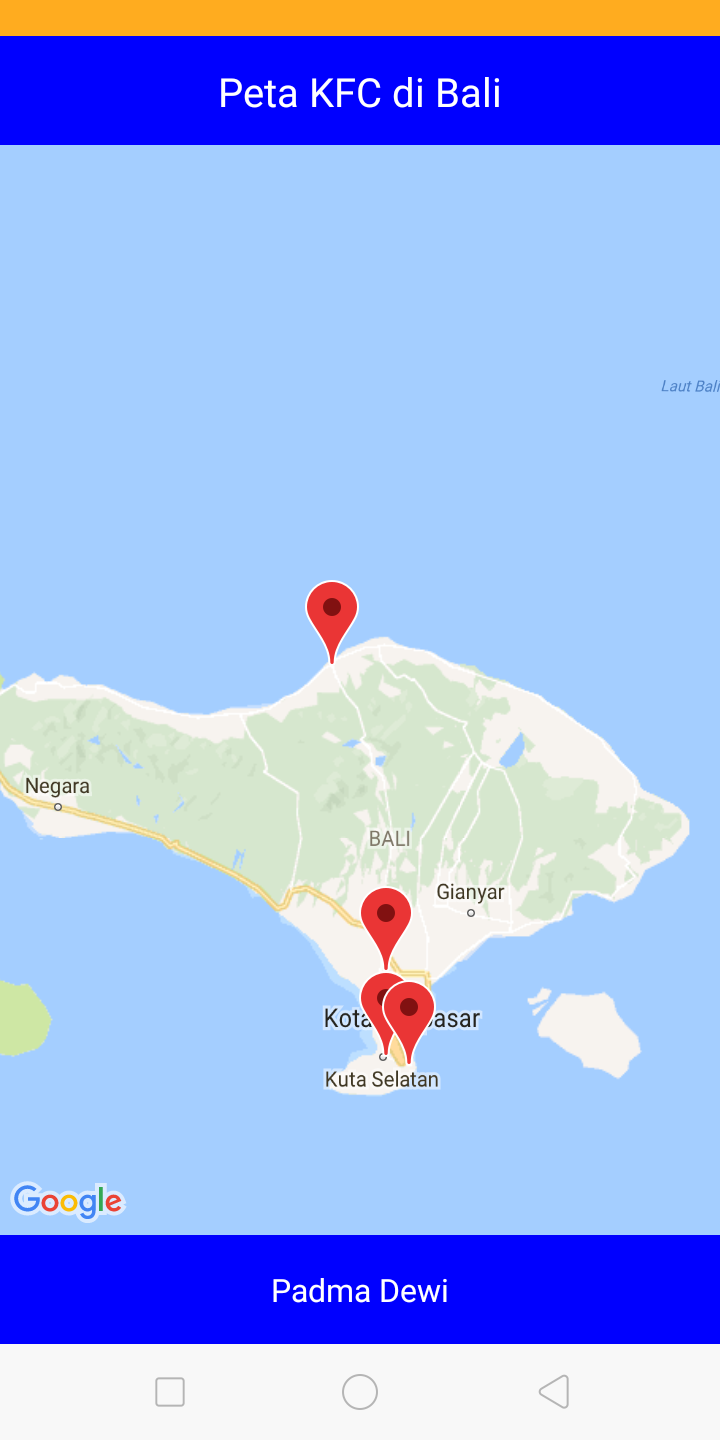 Peta KFC di Bali
Laut Bali
Negara
BALI
Gianyar
Kuta Selatan
Google
Padma Dewi